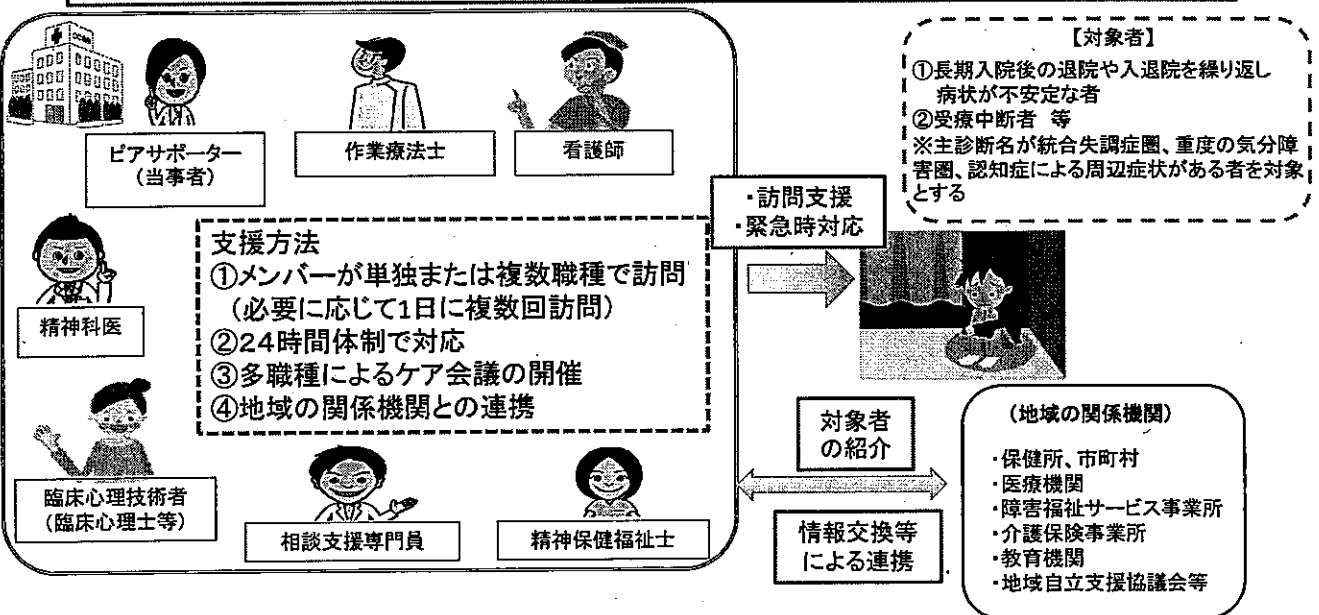 ピアサポーター
(当事者)
作業療法士
看護師
精神科医
支援方法
①メンバーが単独または複数職種で訪問
(必要に応じて1日に複数回訪問)
②24時間体制で対応
③多職種によるケア会議の開催
④地域の関係機関との連携
臨床心理技術者
(臨床心理士等)
相談支援専門員
精神保健福祉士
・訪問支援
・緊急時対応
【対象者】
①長期入院後の退院や入退院を繰り返し
病状が不安定な者
②受療中断者 等
※主診断名が統合失調症圏、重度の気分障
害圏、認知症による周辺症状がある者を対象
とする
対象者
の紹介
情報交換等
による連携
(地域の関係機関)
・保健所、市町村
・医療機関
・障害福祉サービス事業所
・介護保険事業所
・教育機関
・地域自立支援協議会等